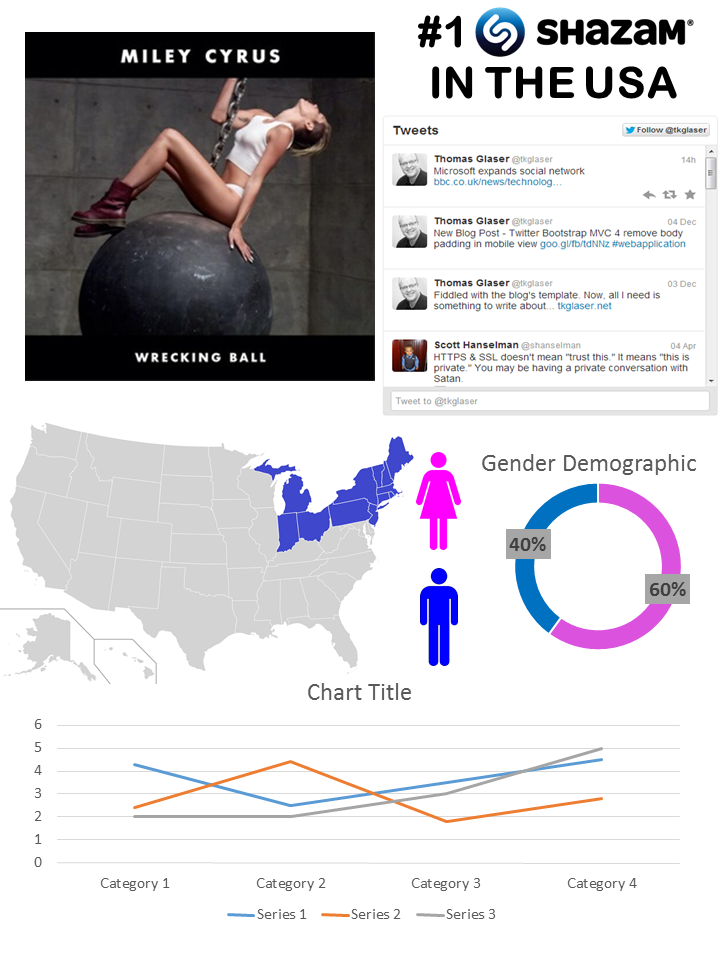 MILEY CYRUS
WRECKING BALL
#1 SHAZAM®
IN THE USA
Tweets
Follow @tkglaser
Thomas Glaser @tkglaser 14h
Microsoft expands social network
bbc.co.uk/news/technolog...
Thomas Glaser @tkglaser 04 Dec
New Blog Post - Twitter Bootstrap MVC 4 remove body
padding in mobile view goo.gl/fb/tdNNz #webapplication
Thomas Glaser @tkglaser 03 Dec
Fiddled with the blog's template. Now, all I need is
something to write about... tkglaser.net
Scott Hanselman @shanselman 04 Apr
HTTPS & SSL doesn't mean "trust this." It means "this is
private." You may be having a private conversation with
Satan.
Tweet to @tkglaser
Gender Demographic
40%
60%
Chart Title
6
5
4
3
2
1
0
Category 1 Category 2 Category 3 Category 4
Series 1 Series 2 Series 3